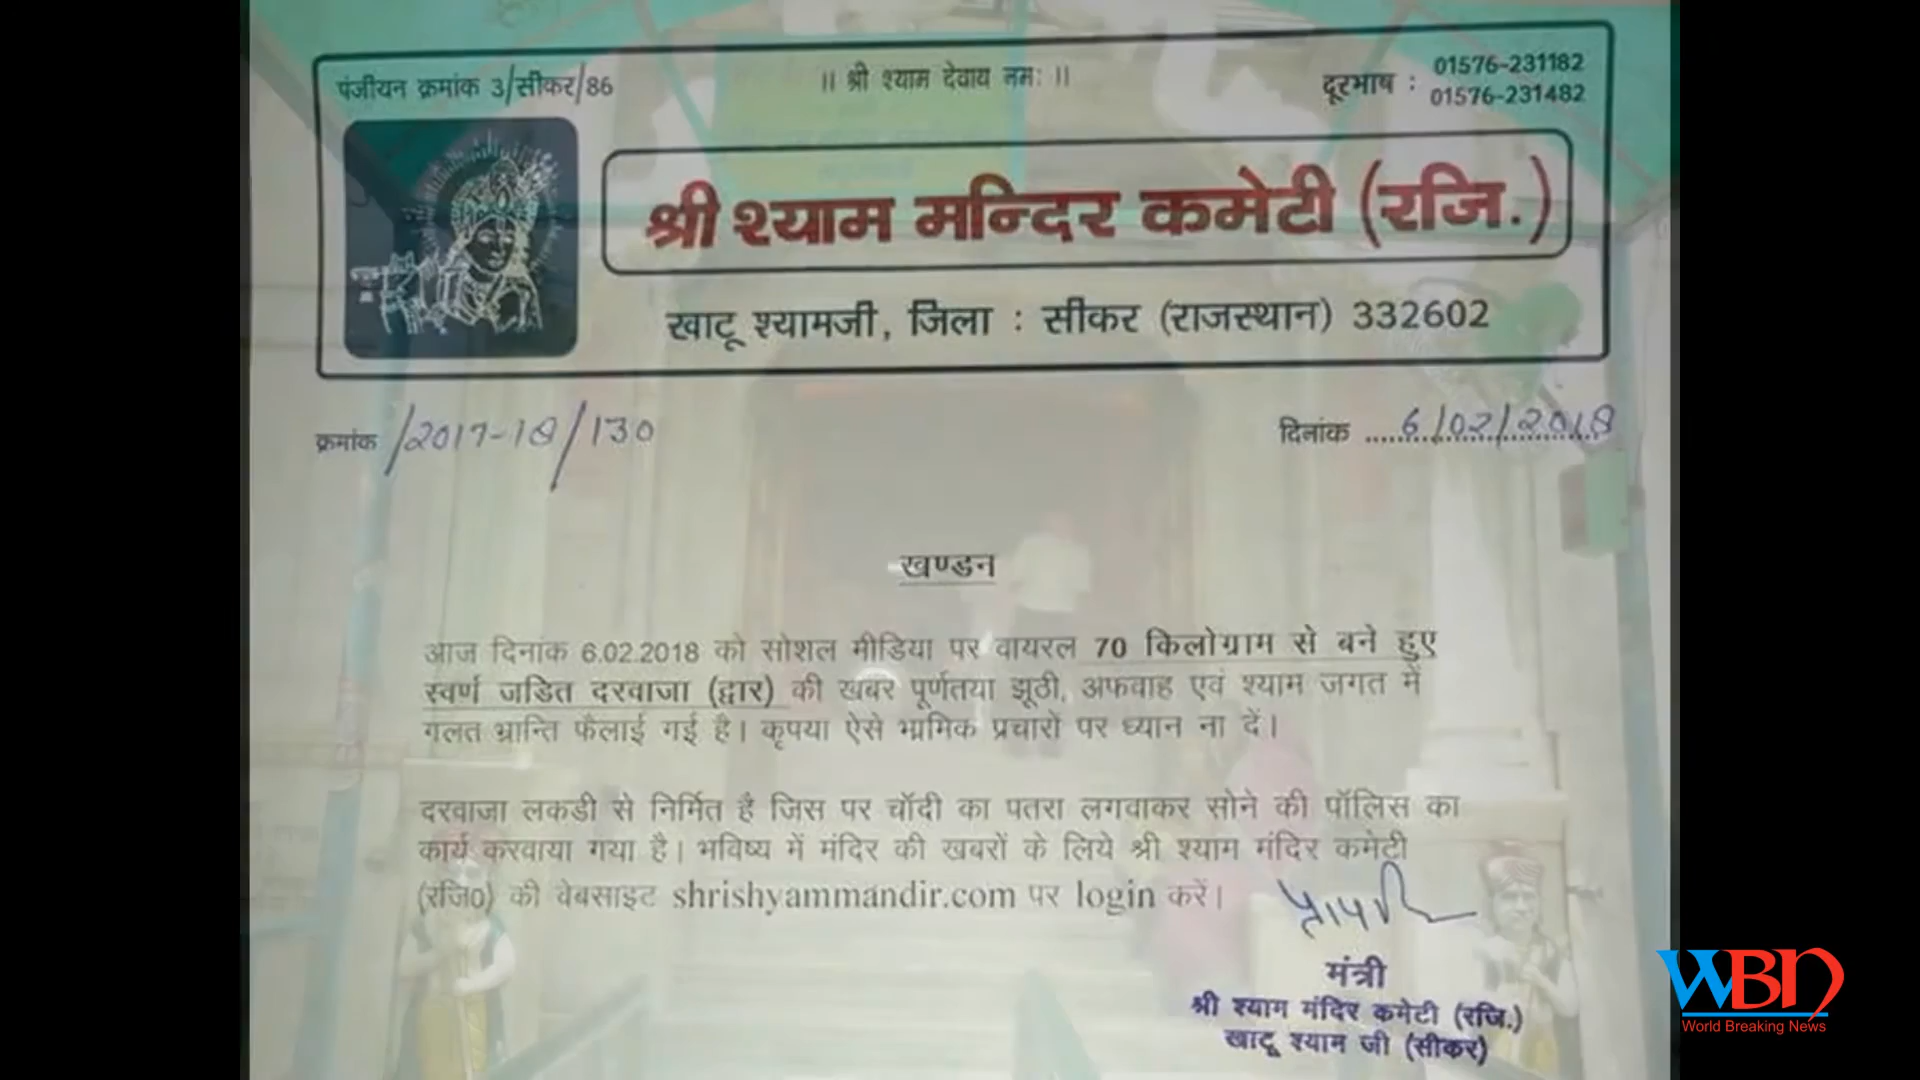 पंजीयन क्रमांक 3/सीकर/86
।। श्री श्याम देवाय नमः ।।
दूरभाष : 01576-231182
01576-231482
श्री श्याम मन्दिर कमेटी (रजि.)
खाटू श्यामजी, जिला : सीकर (राजस्थान) 332602
क्रमांक /2017-18/130
दिनांक ....6/02/2018
खण्डन
आज दिनांक 6.02.2018 को सोशल मीडिया पर वायरल 70 किलोग्राम से बने हुए
स्वर्ण जडित दरवाजा (द्वार) की खबर पूर्णतया झूठी, अफवाह एवं श्याम जगत में
गलत भ्रान्ति फैलाई गई है। कृपया ऐसे भ्रामिक प्रचारों पर ध्यान ना दें।
दरवाजा लकडी से निर्मित है जिस पर चॉदी का पतरा लगवाकर सोने की पॉलिस का
कार्य करवाया गया है। भविष्य में मंदिर की खबरों के लिये श्री श्याम मंदिर कमेटी
(रजि0) की वेबसाइट shrishyammandir.com पर login करें।
मंत्री
श्री श्याम मंदिर कमेटी (रजि.)
खाटू श्याम जी (सीकर)
WBN
World Breaking News